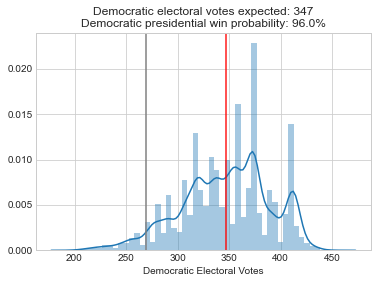 Democratic electoral votes expected: 347
Democratic presidential win probability: 96.0%
0.020
0.015
0.010
0.005
0.000
200 250 300 350 400 450
Democratic Electoral Votes